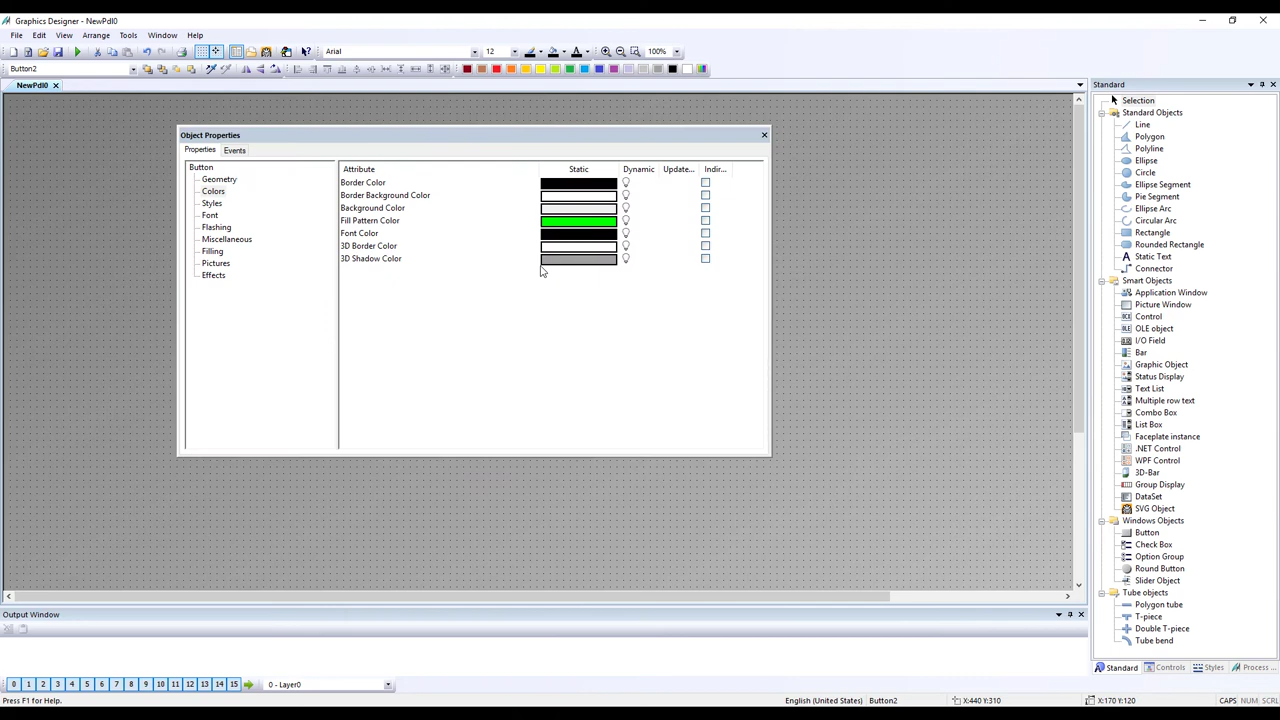 Graphics Designer - NewPdl0
File Edit View Arrange Tools Window Help
Arial 12 100%
Button2
NewPdl0
Standard
Object Properties
Properties Events
Button
Geometry
Colors
Styles
Font
Flashing
Miscellaneous
Filling
Pictures
Effects
Attribute Static Dynamic Update... Indir...
Border Color
Border Background Color
Background Color
Fill Pattern Color
Font Color
3D Border Color
3D Shadow Color
Selection
Standard Objects
Line
Polygon
Polyline
Ellipse
Circle
Ellipse Segment
Pie Segment
Ellipse Arc
Circular Arc
Rectangle
Rounded Rectangle
Static Text
Connector
Smart Objects
Application Window
Picture Window
Control
OLE object
I/O Field
Bar
Graphic Object
Status Display
Text List
Multiple row text
Combo Box
List Box
Faceplate instance
.NET Control
WPF Control
3D-Bar
Group Display
DataSet
SVG Object
Windows Objects
Button
Check Box
Option Group
Round Button
Slider Object
Tube objects
Polygon tube
T-piece
Double T-piece
Tube bend
Standard Controls Styles Process ...
Output Window
0 1 2 3 4 5 6 7 8 9 10 11 12 13 14 15 0 - Layer0
Press F1 for Help. English (United States) Button2 X:440 Y:310 X:170 Y:120 CAPS NUM SCRL